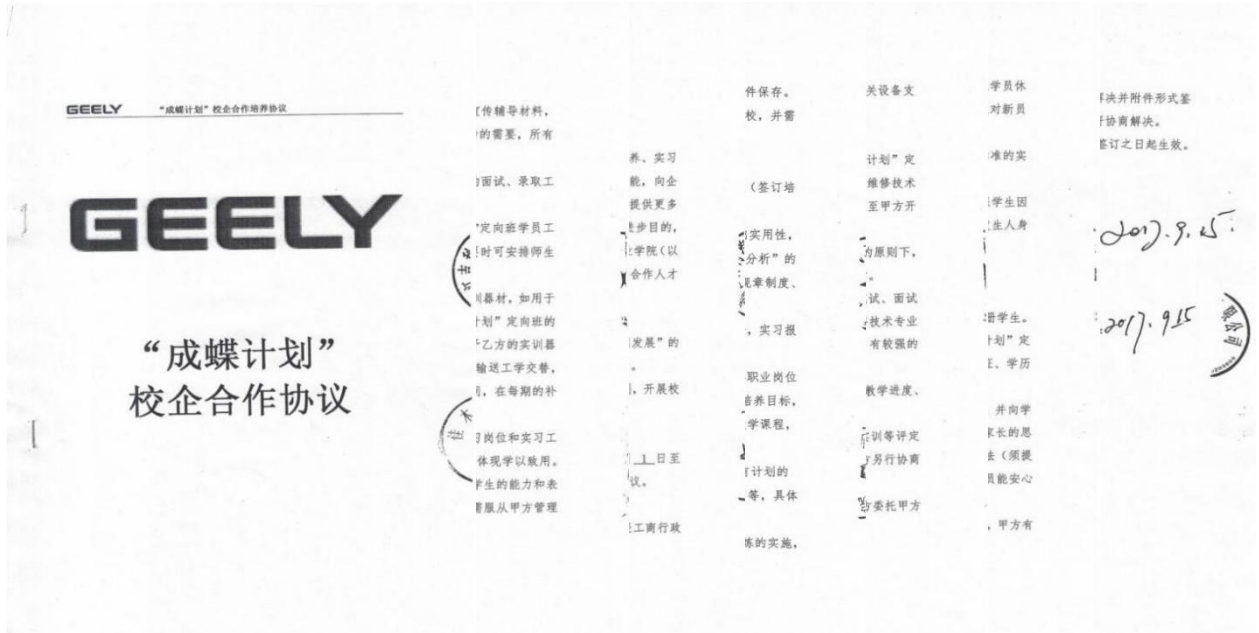 GEELY “成蝶计划”校企合作培养协议
GEELY
“成蝶计划”
校企合作协议
传辅导材料，
的需要，所有
面试、录取工
定向班学员工
时可安排师生
训器材，如用于
划”定向班的
乙方的实训器
输送工学交替，
，在每期的补
岗位和实习工
体现学以致用。
学生的能力和表
需服从甲方管理
养、实习
能，向企
提供更多
步目的，
学院（以
合作人才
发展”的
。
，开展校
1 日至
议。
工商行政
件保存。
校，并需
（签订培
实用性，
分析”的
规章制度、
，实习报
职业岗位
培养目标，
学课程，
计划的
等，具体
练的实施，
关设备支
计划”定
维修技术
至甲方开
的原则下，
。
试、面试
技术专业
有较强的
教学进度、
训等评定
另行协商
委托甲方
学员休
对新员
准的实
学生因
生人身
册学生。
划”定
、学历
并向学
家长的思
（须提
员能安心
，甲方有
决并附件形式签
协商解决。
签订之日起生效。
2017.9.15.
2017.9.15
公司